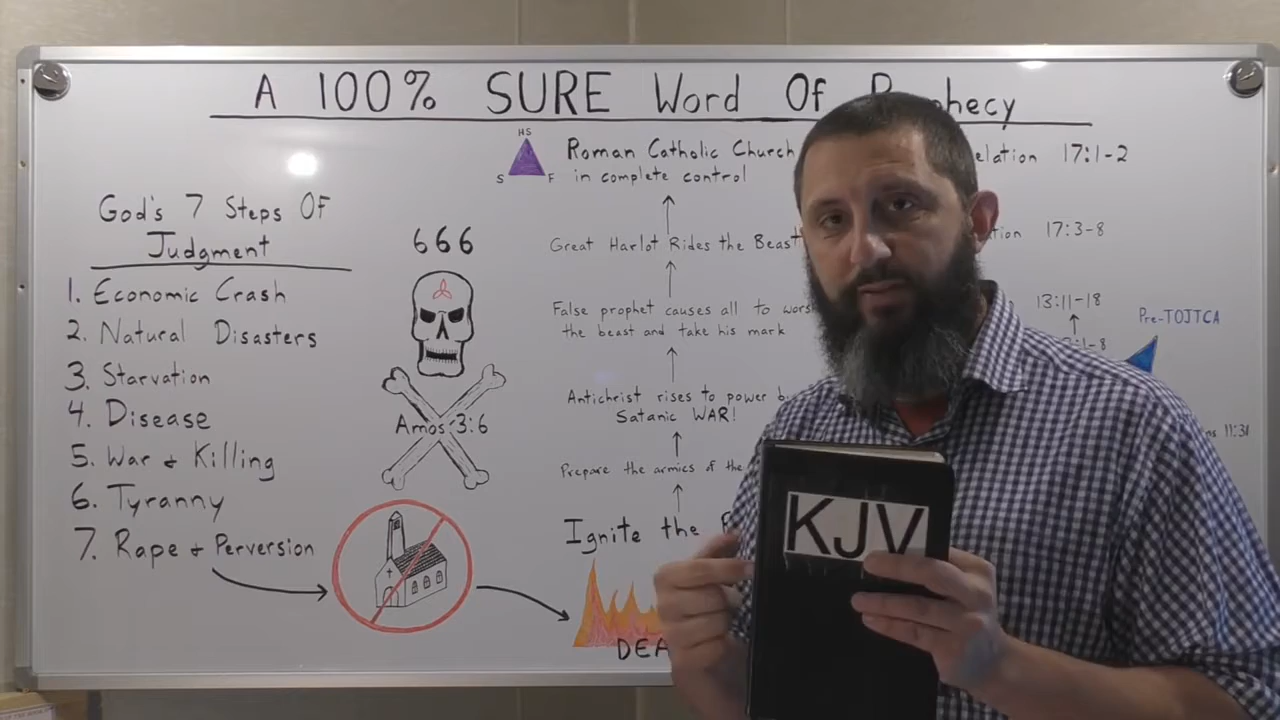 A 100% SURE Word Of
HS
S F
Roman Catholic Church
in complete control
17:1-2
God's 7 Steps Of
Judgment
1. Economic Crash
2. Natural Disasters
3. Starvation
4. Disease
5. War & Killing
6. Tyranny
7. Rape & Perversion
666
Amos 3:6
Great Harlot Rides the Beast
17:3-8
False prophet causes all to
the beast and take his mark
13:11-18
Pre-TOJTCA
Antichrist rises to power
Satanic WAR!
11:31
Prepare the armies of the
Ignite the
KJV